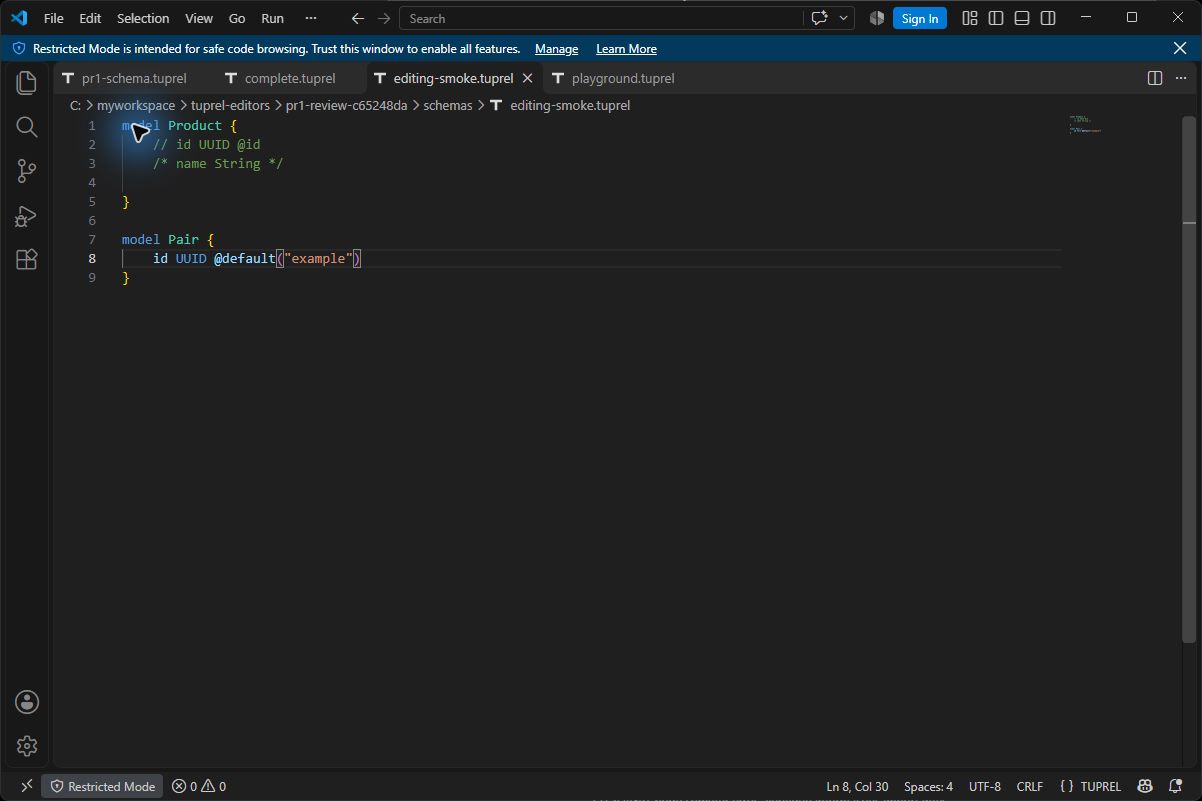 File Edit Selection View Go Run ··· Search Sign In
Restricted Mode is intended for safe code browsing. Trust this window to enable all features. Manage Learn More
pr1-schema.tuprel complete.tuprel editing-smoke.tuprel playground.tuprel
C: > myworkspace > tuprel-editors > pr1-review-c65248da > schemas > editing-smoke.tuprel
1 model Product {
2 // id UUID @id
3 /* name String */
4
5 }
6
7 model Pair {
8 id UUID @default("example")
9 }
Restricted Mode 0 0 Ln 8, Col 30 Spaces: 4 UTF-8 CRLF { } TUPREL